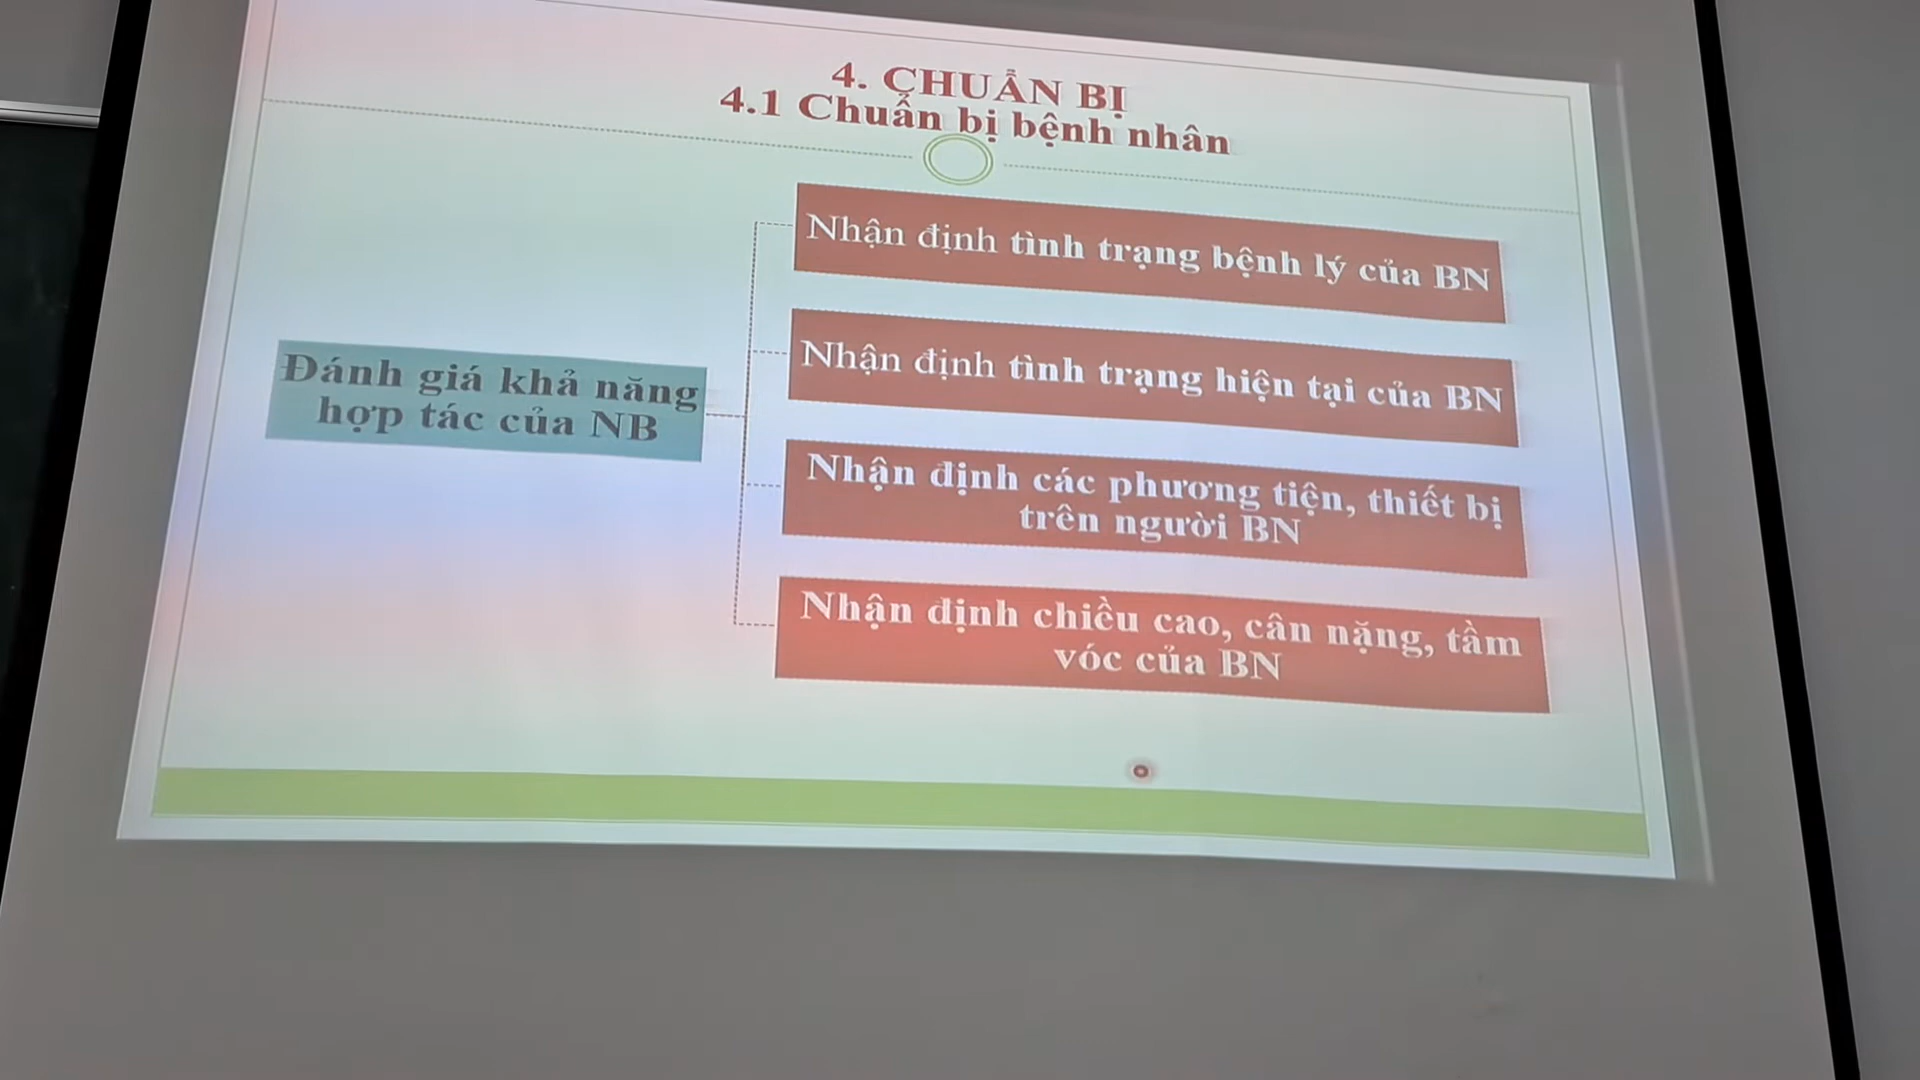 4. CHUẨN BỊ
4.1 Chuẩn bị bệnh nhân
Nhận định tình trạng bệnh lý của BN
Nhận định tình trạng hiện tại của BN
Đánh giá khả năng
hợp tác của NB
Nhận định các phương tiện, thiết bị
trên người BN
Nhận định chiều cao, cân nặng, tầm
vóc của BN